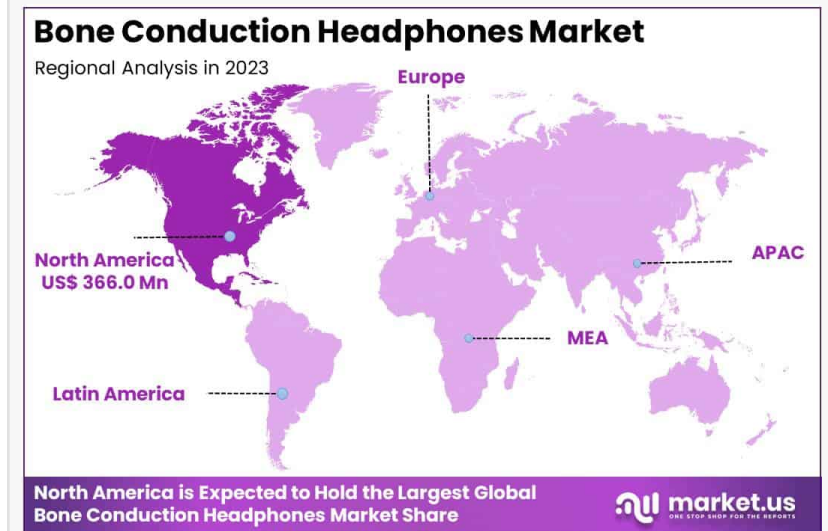 Bone Conduction Headphones Market
Regional Analysis in 2023
Europe
North America
US$ 366.0 Mn
APAC
MEA
Latin America
North America is Expected to Hold the Largest Global
Bone Conduction Headphones Market Share
market.us
ONE STOP SHOP FOR THE REPORTS